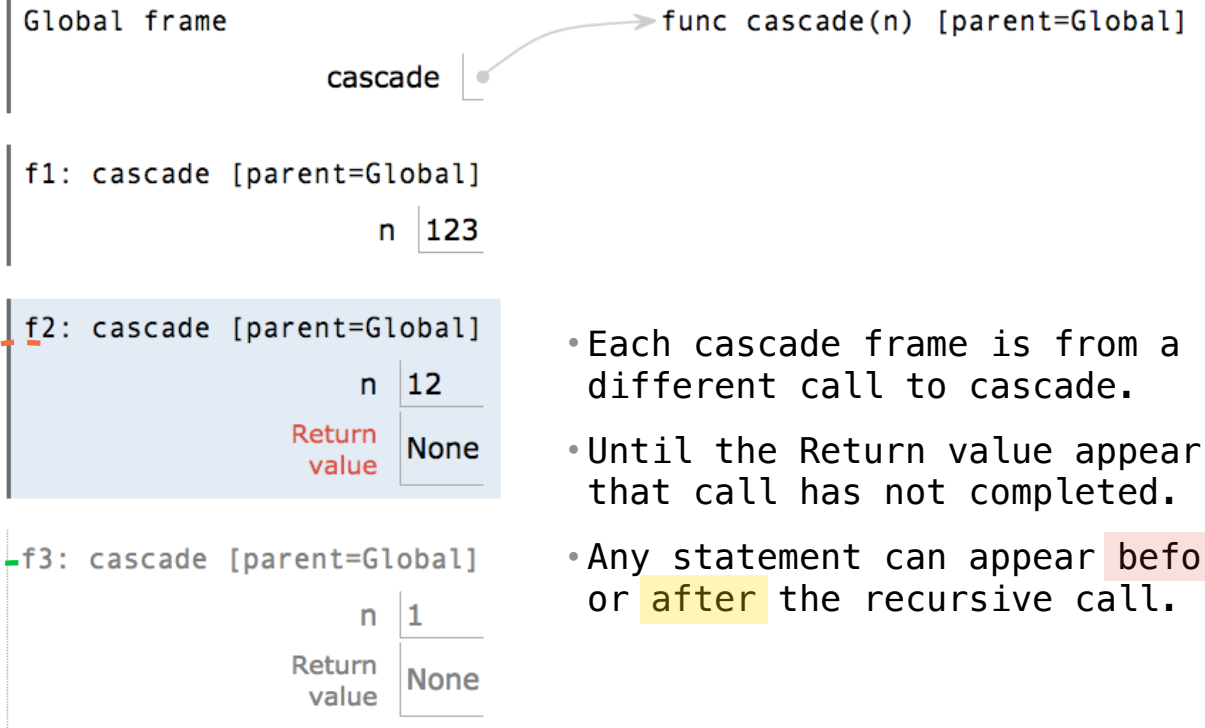 Global frame
func cascade(n) [parent=Global]
cascade
f1: cascade [parent=Global]
n 123
f2: cascade [parent=Global]
n 12
Return
value
None
f3: cascade [parent=Global]
n 1
Return
value
None
•Each cascade frame is from a
different call to cascade.
•Until the Return value appear
that call has not completed.
•Any statement can appear befo
or after the recursive call.